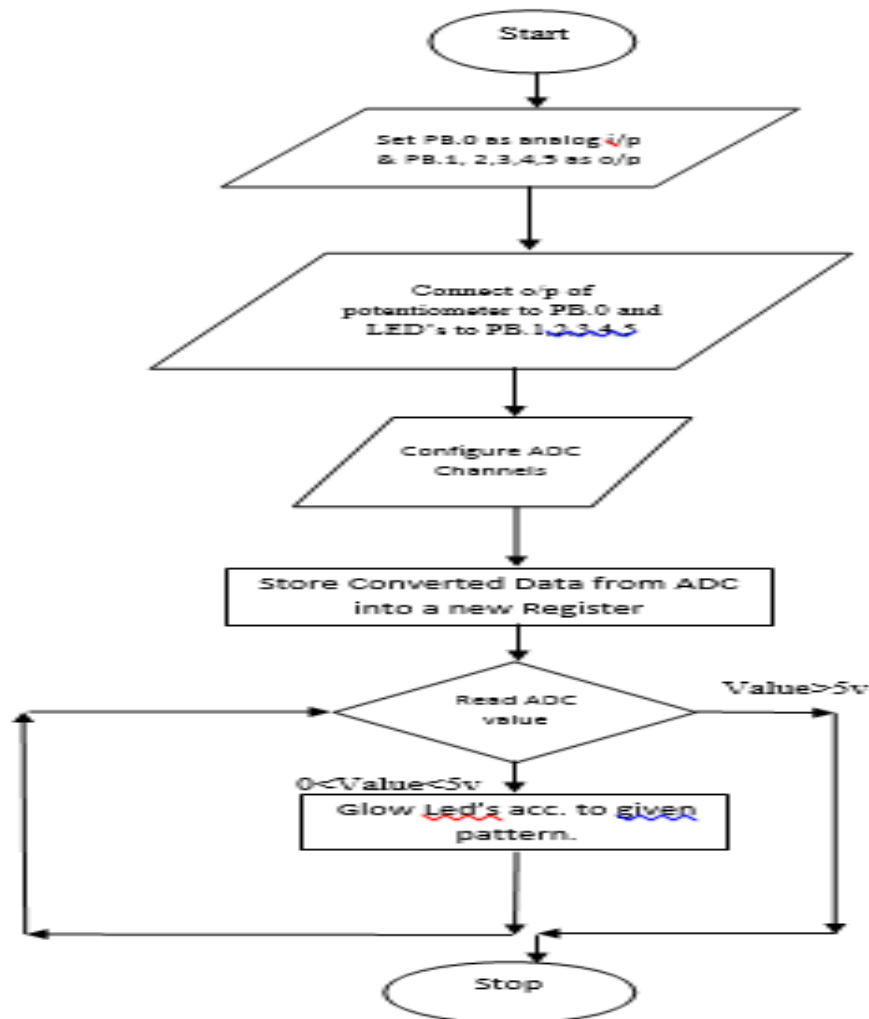 Start
Set PB.0 as analog i/p
& PB.1, 2,3,4,5 as o/p
Connect o/p of
potentiometer to PB.0 and
LED's to PB.1,2,3,4,5
Configure ADC
Channels
Store Converted Data from ADC
into a new Register
Read ADC
value
Value>5v
0<Value<5v
Glow Led's acc. to given
pattern.
Stop